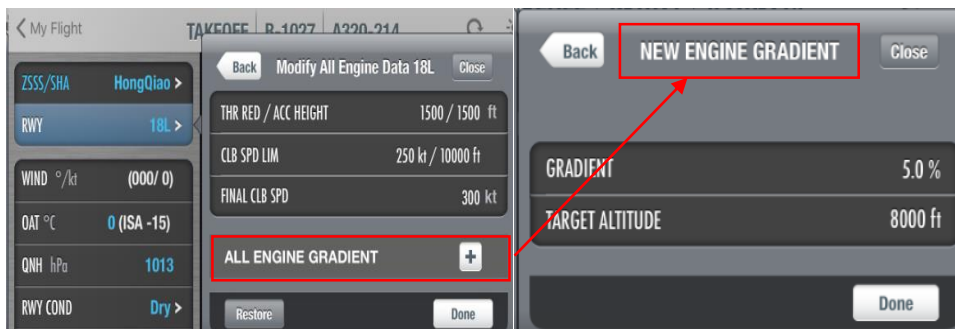 My Flight
TAKEOFF B-1027 A320-214
ZSSS/SHA HongQiao >
RWY 18L >
WIND °/kt (000/ 0)
OAT °C 0 (ISA -15)
QNH hPa 1013
RWY COND Dry >
Back Modify All Engine Data 18L Close
THR RED / ACC HEIGHT 1500 / 1500 ft
CLB SPD LIM 250 kt / 10000 ft
FINAL CLB SPD 300 kt
ALL ENGINE GRADIENT +
Restore Done
Back NEW ENGINE GRADIENT Close
GRADIENT 5.0 %
TARGET ALTITUDE 8000 ft
Done